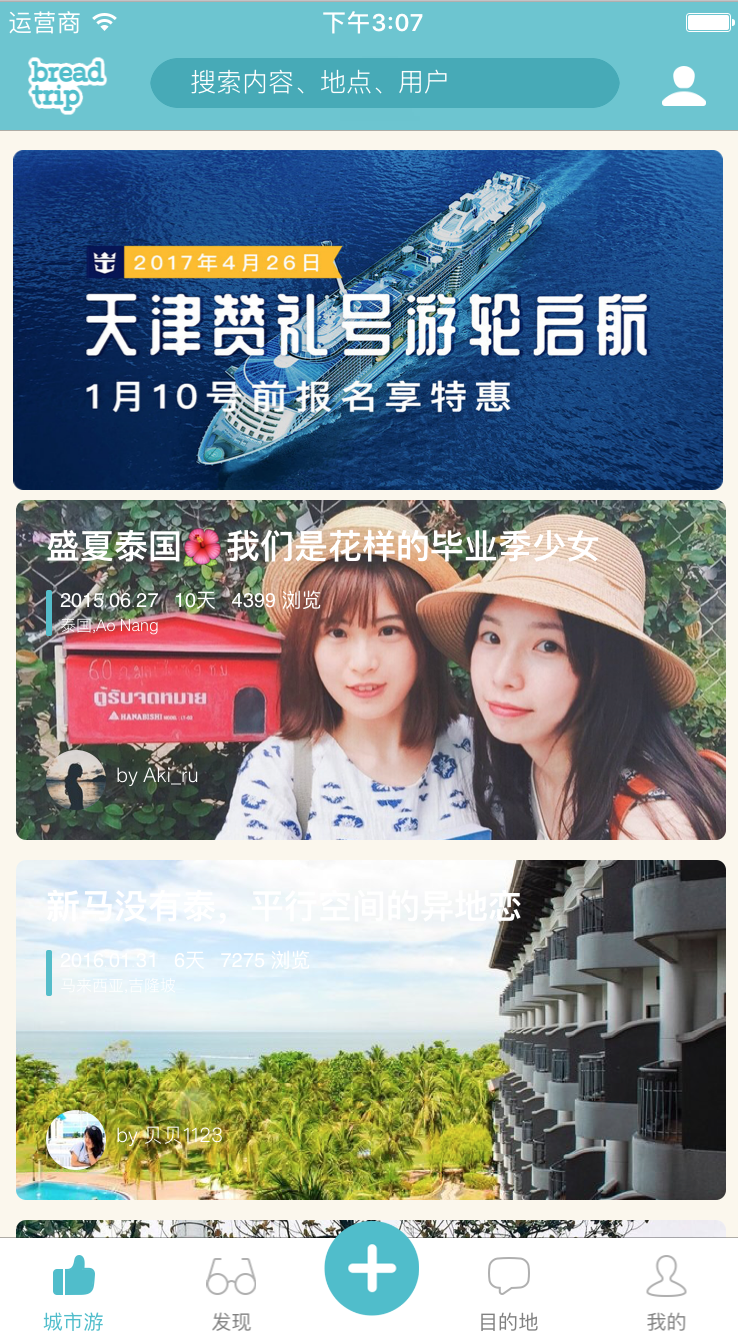 运营商 下午3:07
bread
trip
搜索内容、地点、用户
2017年4月26日
天津赞礼号游轮启航
1月10号前报名享特惠
盛夏泰国🌺我们是花样的毕业季少女
2015.06.27 10天 4399 浏览
泰国,Ao Nang
ตู้รับจดหมาย
HANABISHI
by Aki_ru
新马没有泰，平行空间的异地恋
2016.01.31 6天 7275 浏览
马来西亚,吉隆坡
by 贝贝1123
城市游 发现 目的地 我的